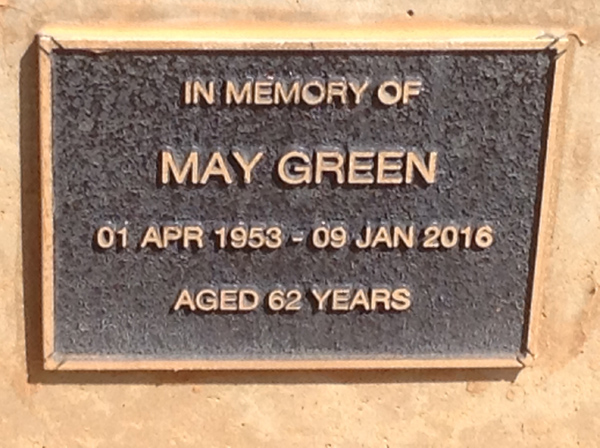 IN MEMORY OF
MAY GREEN
01 APR 1953 - 09 JAN 2016
AGED 62 YEARS